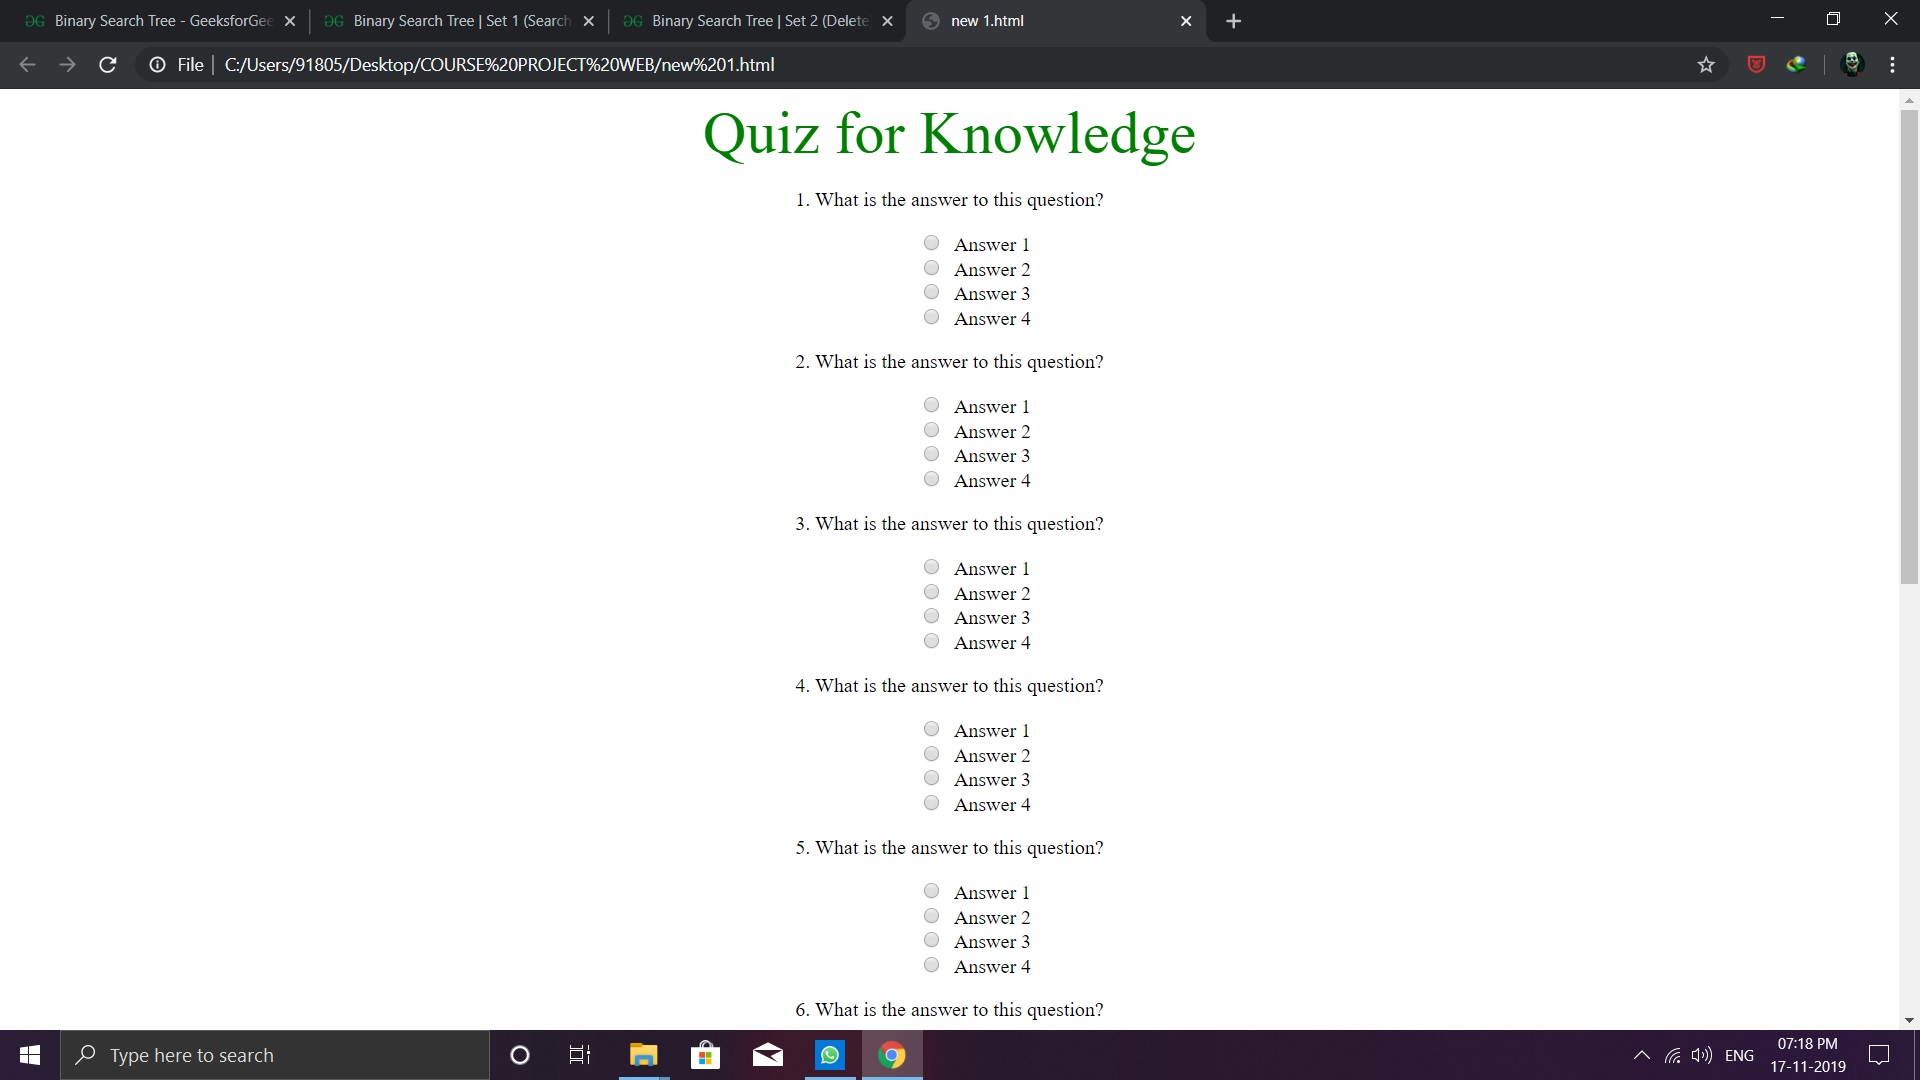 Binary Search Tree - GeeksforGee
Binary Search Tree | Set 1 (Search
Binary Search Tree | Set 2 (Delete
new 1.html
File
C:/Users/91805/Desktop/COURSE%20PROJECT%20WEB/new%201.html
Quiz for Knowledge
1. What is the answer to this question?
Answer 1
Answer 2
Answer 3
Answer 4
2. What is the answer to this question?
Answer 1
Answer 2
Answer 3
Answer 4
3. What is the answer to this question?
Answer 1
Answer 2
Answer 3
Answer 4
4. What is the answer to this question?
Answer 1
Answer 2
Answer 3
Answer 4
5. What is the answer to this question?
Answer 1
Answer 2
Answer 3
Answer 4
6. What is the answer to this question?
Type here to search
ENG
07:18 PM
17-11-2019